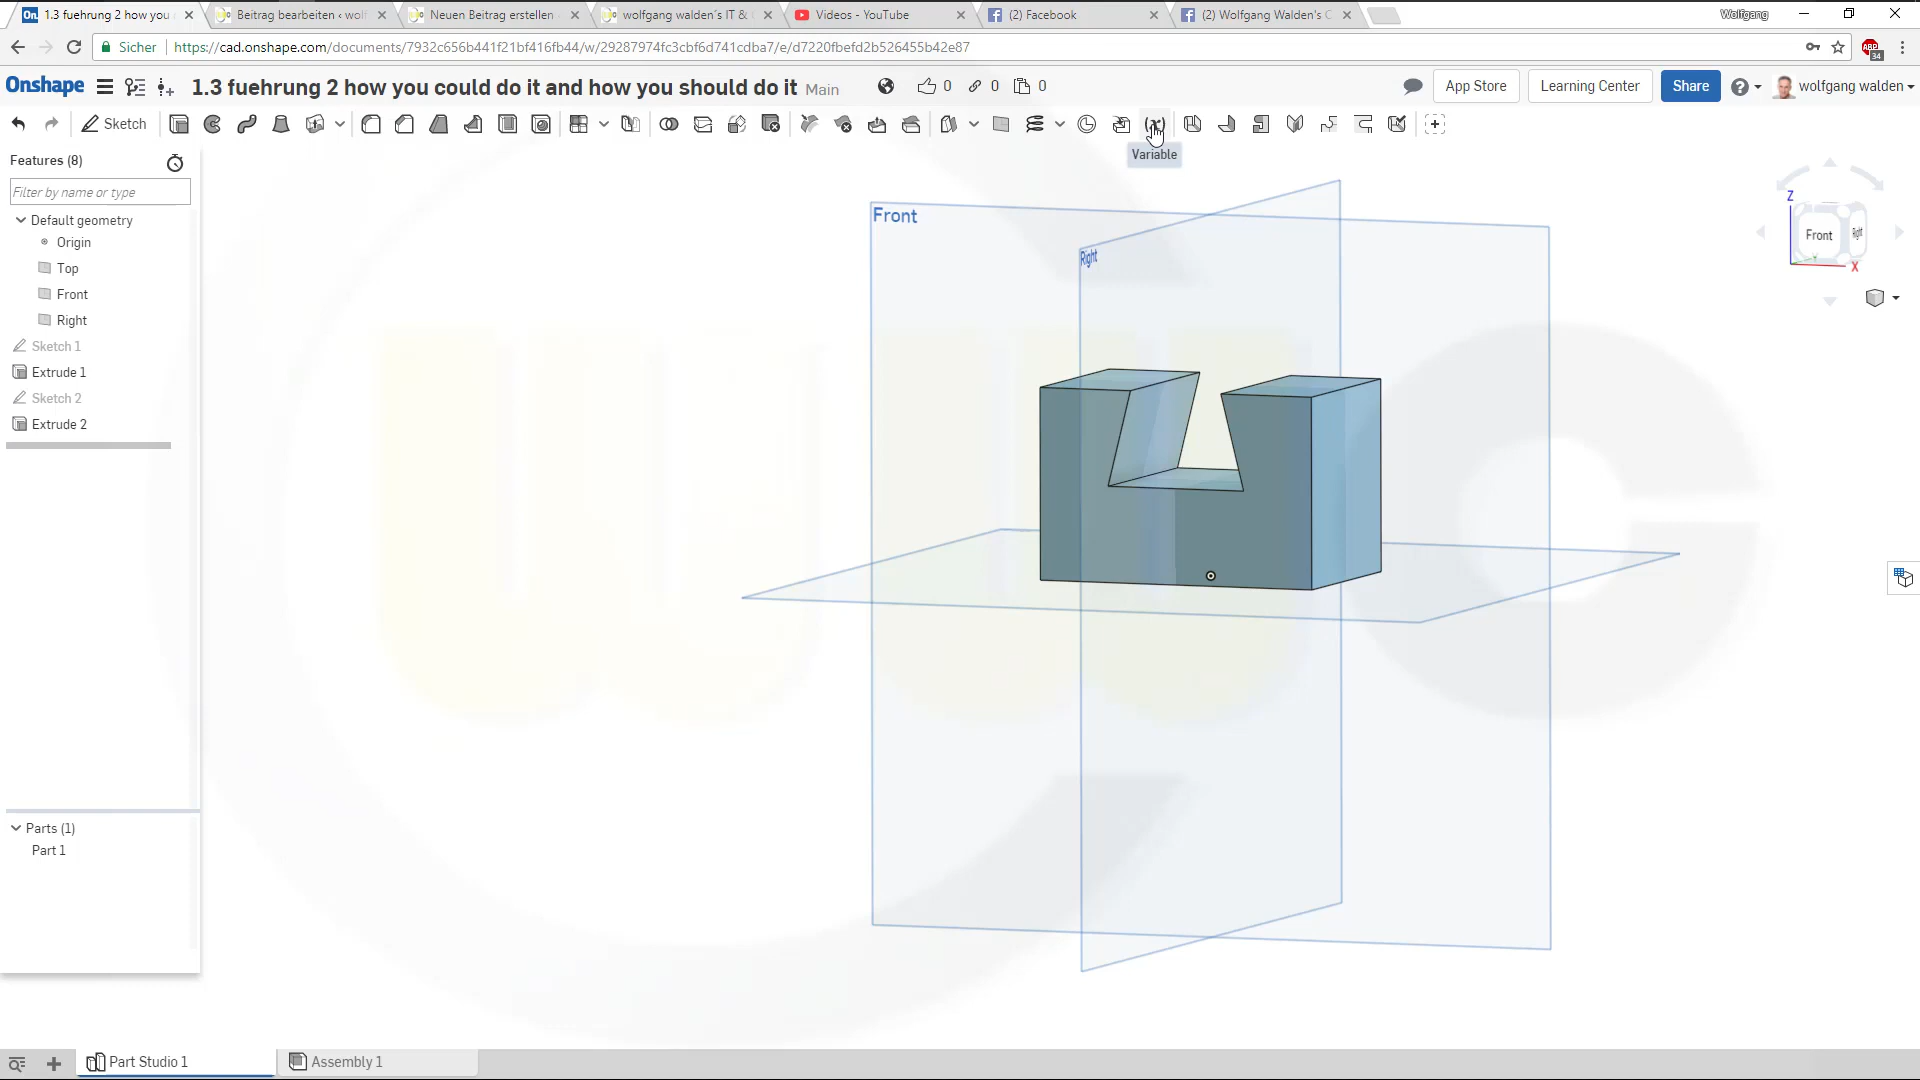 1.3 fuehrung 2 how you
Beitrag bearbeiten ‹ wolf
Neuen Beitrag erstellen
wolfgang walden´s IT &
Videos - YouTube
(2) Facebook
(2) Wolfgang Walden's C
Wolfgang
Sicher
https://cad.onshape.com/documents/7932c656b441f21bf416fb44/w/29287974fc3cbf6d741cdba7/e/d7220fbefd2b526455b42e87
ABP
34
Onshape
1.3 fuehrung 2 how you could do it and how you should do it Main
0
0
0
App Store
Learning Center
Share
wolfgang walden
Sketch
(x)
Variable
Features (8)
Filter by name or type
Default geometry
Origin
Top
Front
Right
Sketch 1
Extrude 1
Sketch 2
Extrude 2
Front
Right
Z
Front
Right
Y
X
Parts (1)
Part 1
Part Studio 1
Assembly 1